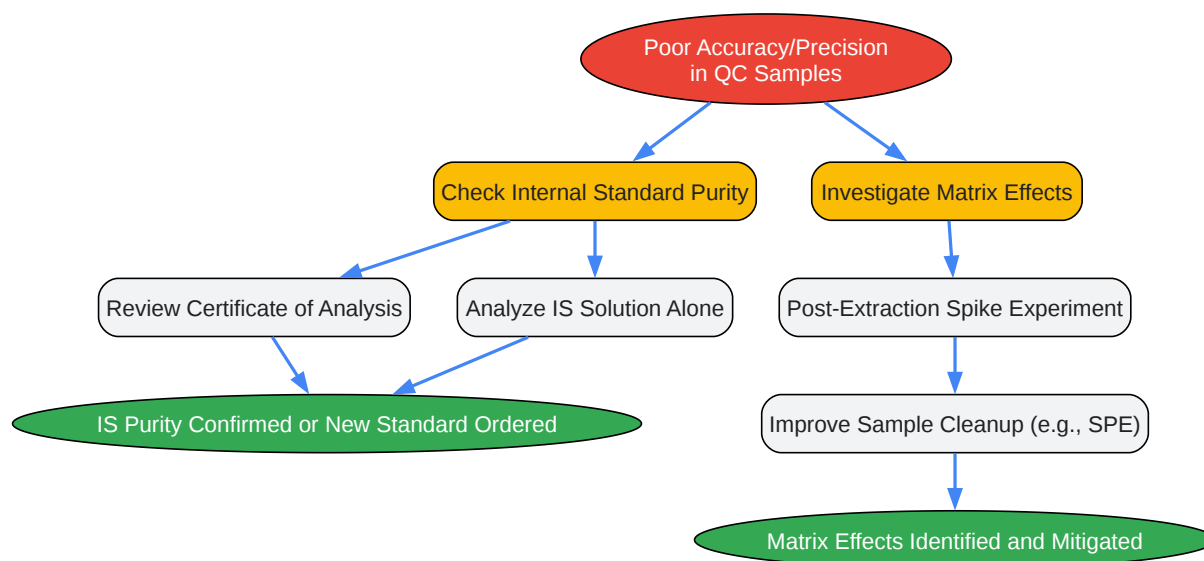 Poor Accuracy/Precision
in QC Samples
Check Internal Standard Purity
Investigate Matrix Effects
Review Certificate of Analysis
Analyze IS Solution Alone
Post-Extraction Spike Experiment
IS Purity Confirmed or New Standard Ordered
Improve Sample Cleanup (e.g., SPE)
Matrix Effects Identified and Mitigated